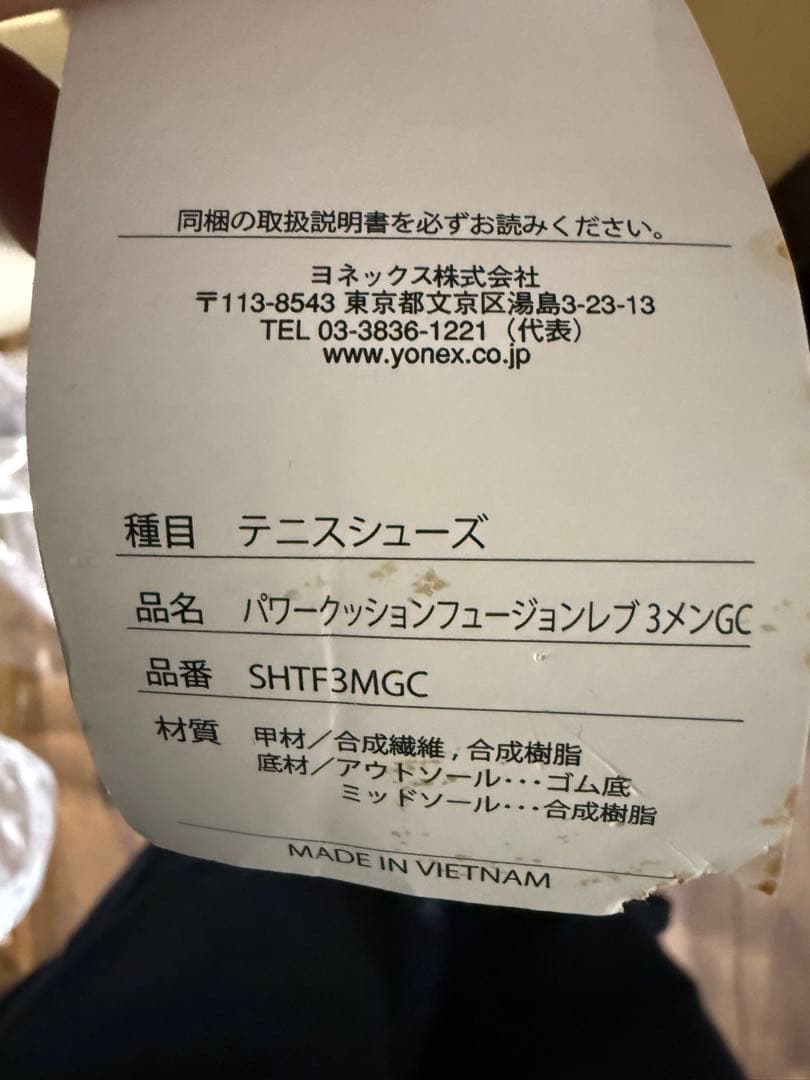 同梱の取扱説明書を必ずお読みください。
ヨネックス株式会社
〒113-8543 東京都文京区湯島3-23-13
TEL 03-3836-1221（代表）
www.yonex.co.jp
種目 テニスシューズ
品名 パワークッションフュージョンレブ 3メンGC
品番 SHTF3MGC
材質 甲材／合成繊維 , 合成樹脂
底材／アウトソール･･･ゴム底
ミッドソール･･･合成樹脂
MADE IN VIETNAM